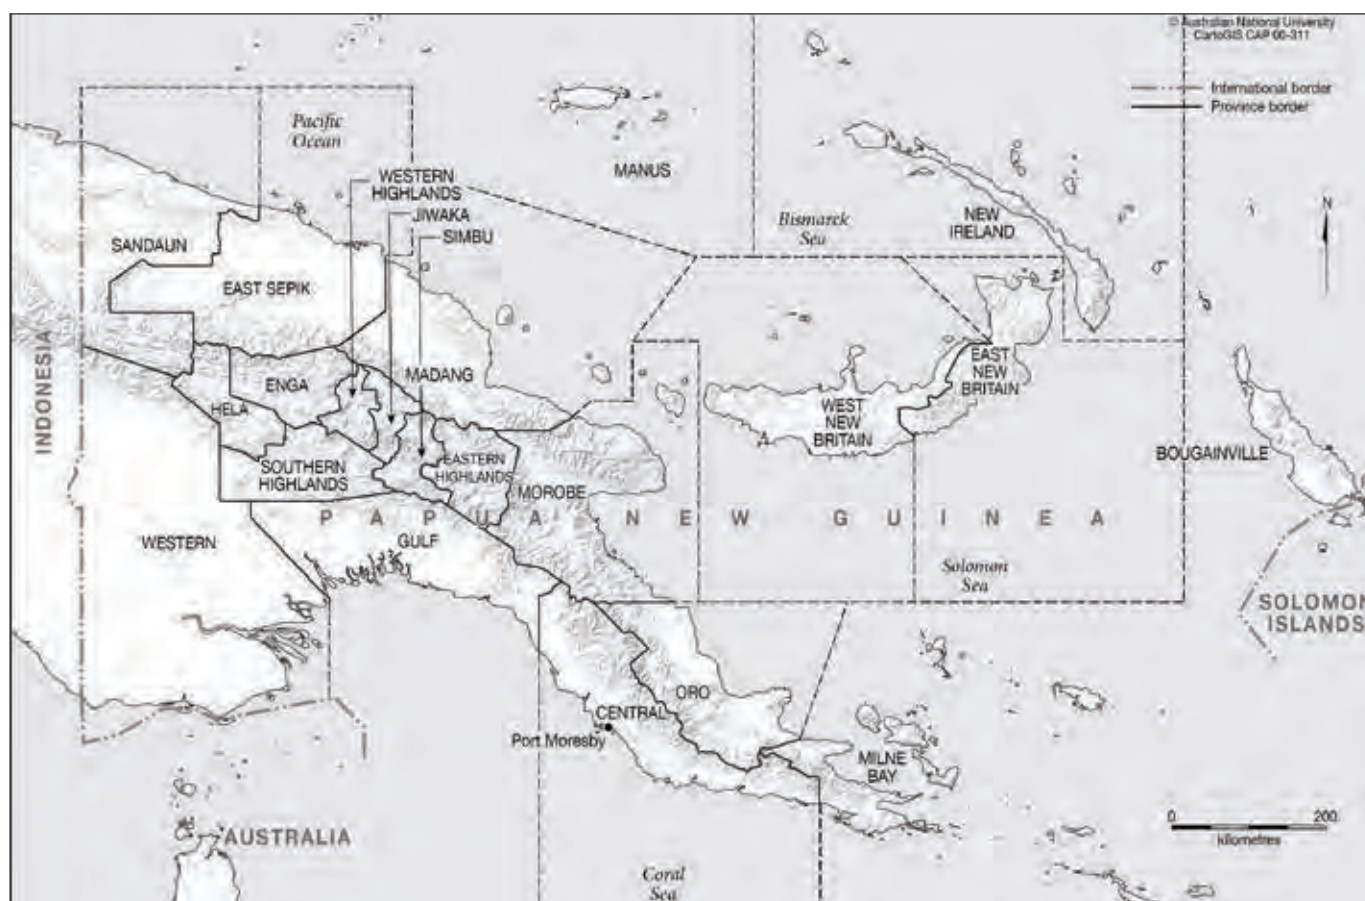 © Australian National University
CartoGIS CAP 00-311
International border
Province border
Pacific
Ocean
WESTERN
HIGHLANDS
JIWAKA
SIMBU
MANUS
Bismarck
Sea
NEW
IRELAND
N
SANDAUN
EAST SEPIK
INDONESIA
ENGA
MADANG
HELA
EAST
NEW
BRITAIN
WEST
NEW
BRITAIN
SOUTHERN
HIGHLANDS
EASTERN
HIGHLANDS
MOROBE
BOUGAINVILLE
PAPUA NEW GUINEA
WESTERN
GULF
Solomon
Sea
SOLOMON
ISLANDS
ORO
CENTRAL
Port Moresby
MILNE
BAY
AUSTRALIA
0 200
kilometres
Coral
Sea